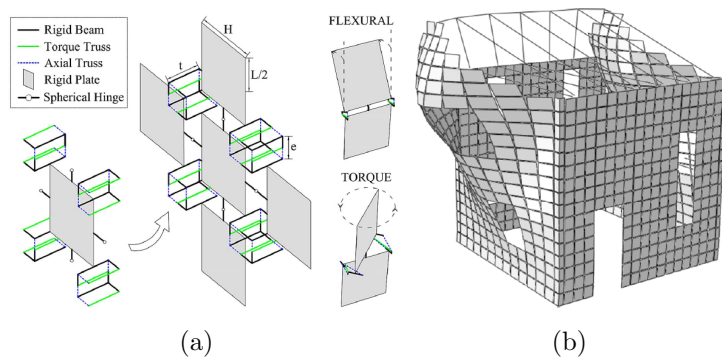 Rigid Beam
Torque Truss
Axial Truss
Rigid Plate
Spherical Hinge
H
t
L/2
e
FLEXURAL
TORQUE
(a)
(b)